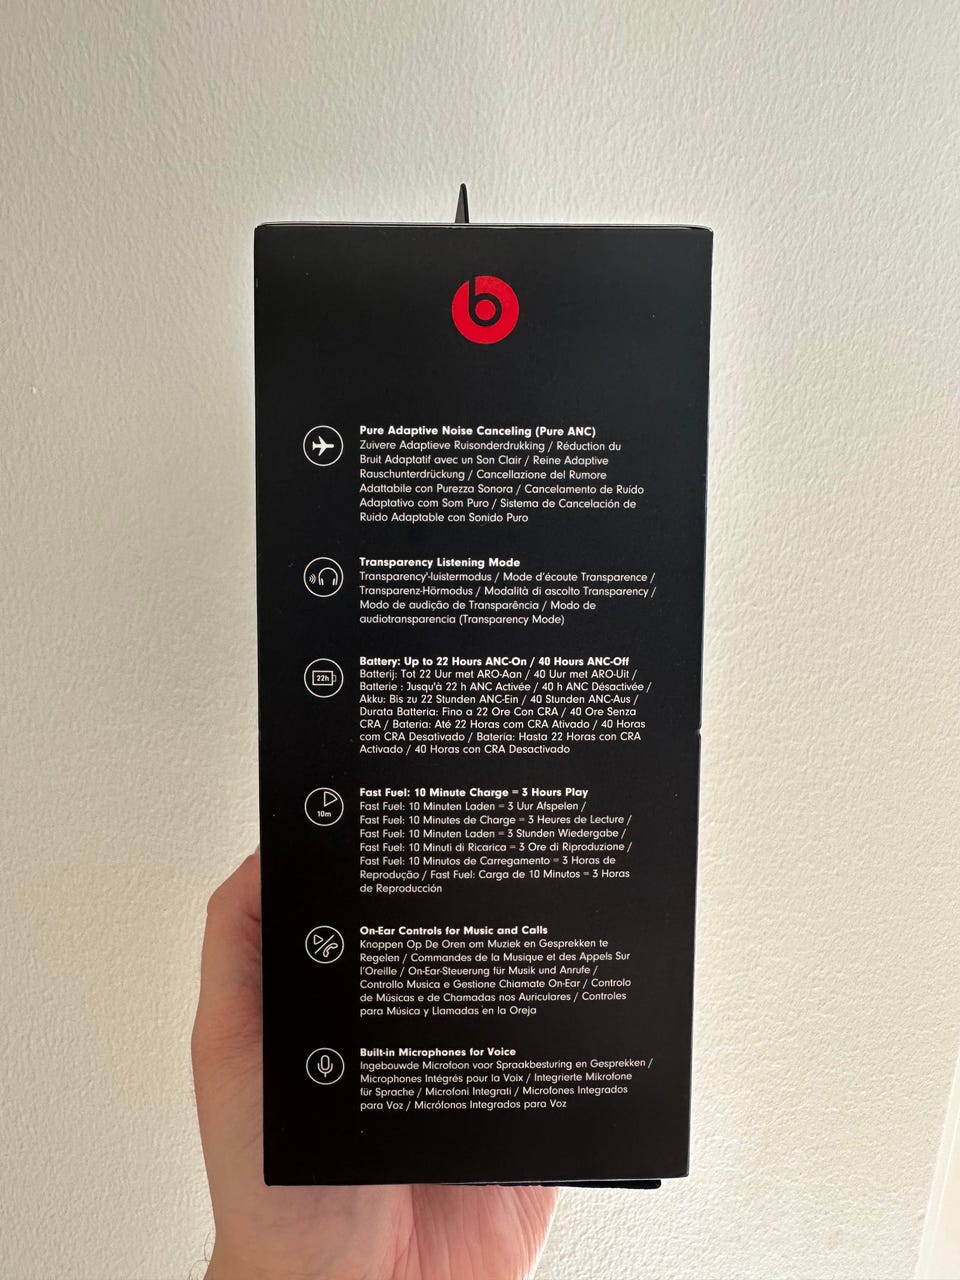 b
Pure Adaptive Noise Canceling (Pure ANC)
Zuivere Adaptieve Ruisonderdrukking / Réduction du
Bruit Adaptatif avec un Son Clair / Reine Adaptive
Rauschunterdrückung / Cancellazione del Rumore
Adattabile con Purezza Sonora / Cancelamento de Ruído
Adaptativo com Som Puro / Sistema de Cancelación de
Ruido Adaptable con Sonido Puro
Transparency Listening Mode
Transparency'-luistermodus / Mode d'écoute Transparence /
Transparenz-Hörmodus / Modalità di ascolto Transparency /
Modo de audição de Transparência / Modo de
audiotransparencia (Transparency Mode)
22h
Battery: Up to 22 Hours ANC-On / 40 Hours ANC-Off
Batterij: Tot 22 Uur met ARO-Aan / 40 Uur met ARO-Uit /
Batterie : Jusqu'à 22 h ANC Activée / 40 h ANC Désactivée /
Akku: Bis zu 22 Stunden ANC-Ein / 40 Stunden ANC-Aus /
Durata Batteria: Fino a 22 Ore Con CRA / 40 Ore Senza
CRA / Bateria: Até 22 Horas com CRA Ativado / 40 Horas
com CRA Desativado / Batería: Hasta 22 Horas con CRA
Activado / 40 Horas con CRA Desactivado
10m
Fast Fuel: 10 Minute Charge = 3 Hours Play
Fast Fuel: 10 Minuten Laden = 3 Uur Afspelen /
Fast Fuel: 10 Minutes de Charge = 3 Heures de Lecture /
Fast Fuel: 10 Minuten Laden = 3 Stunden Wiedergabe /
Fast Fuel: 10 Minuti di Ricarica = 3 Ore di Riproduzione /
Fast Fuel: 10 Minutos de Carregamento = 3 Horas de
Reprodução / Fast Fuel: Carga de 10 Minutos = 3 Horas
de Reproducción
On-Ear Controls for Music and Calls
Knoppen Op De Oren om Muziek en Gesprekken te
Regelen / Commandes de la Musique et des Appels Sur
l'Oreille / On-Ear-Steuerung für Musik und Anrufe /
Controllo Musica e Gestione Chiamate On-Ear / Controlo
de Músicas e de Chamadas nos Auriculares / Controles
para Música y Llamadas en la Oreja
Built-in Microphones for Voice
Ingebouwde Microfoon voor Spraakbesturing en Gesprekken /
Microphones Intégrés pour la Voix / Integrierte Mikrofone
für Sprache / Microfoni Integrati / Microfones Integrados
para Voz / Micrófonos Integrados para Voz